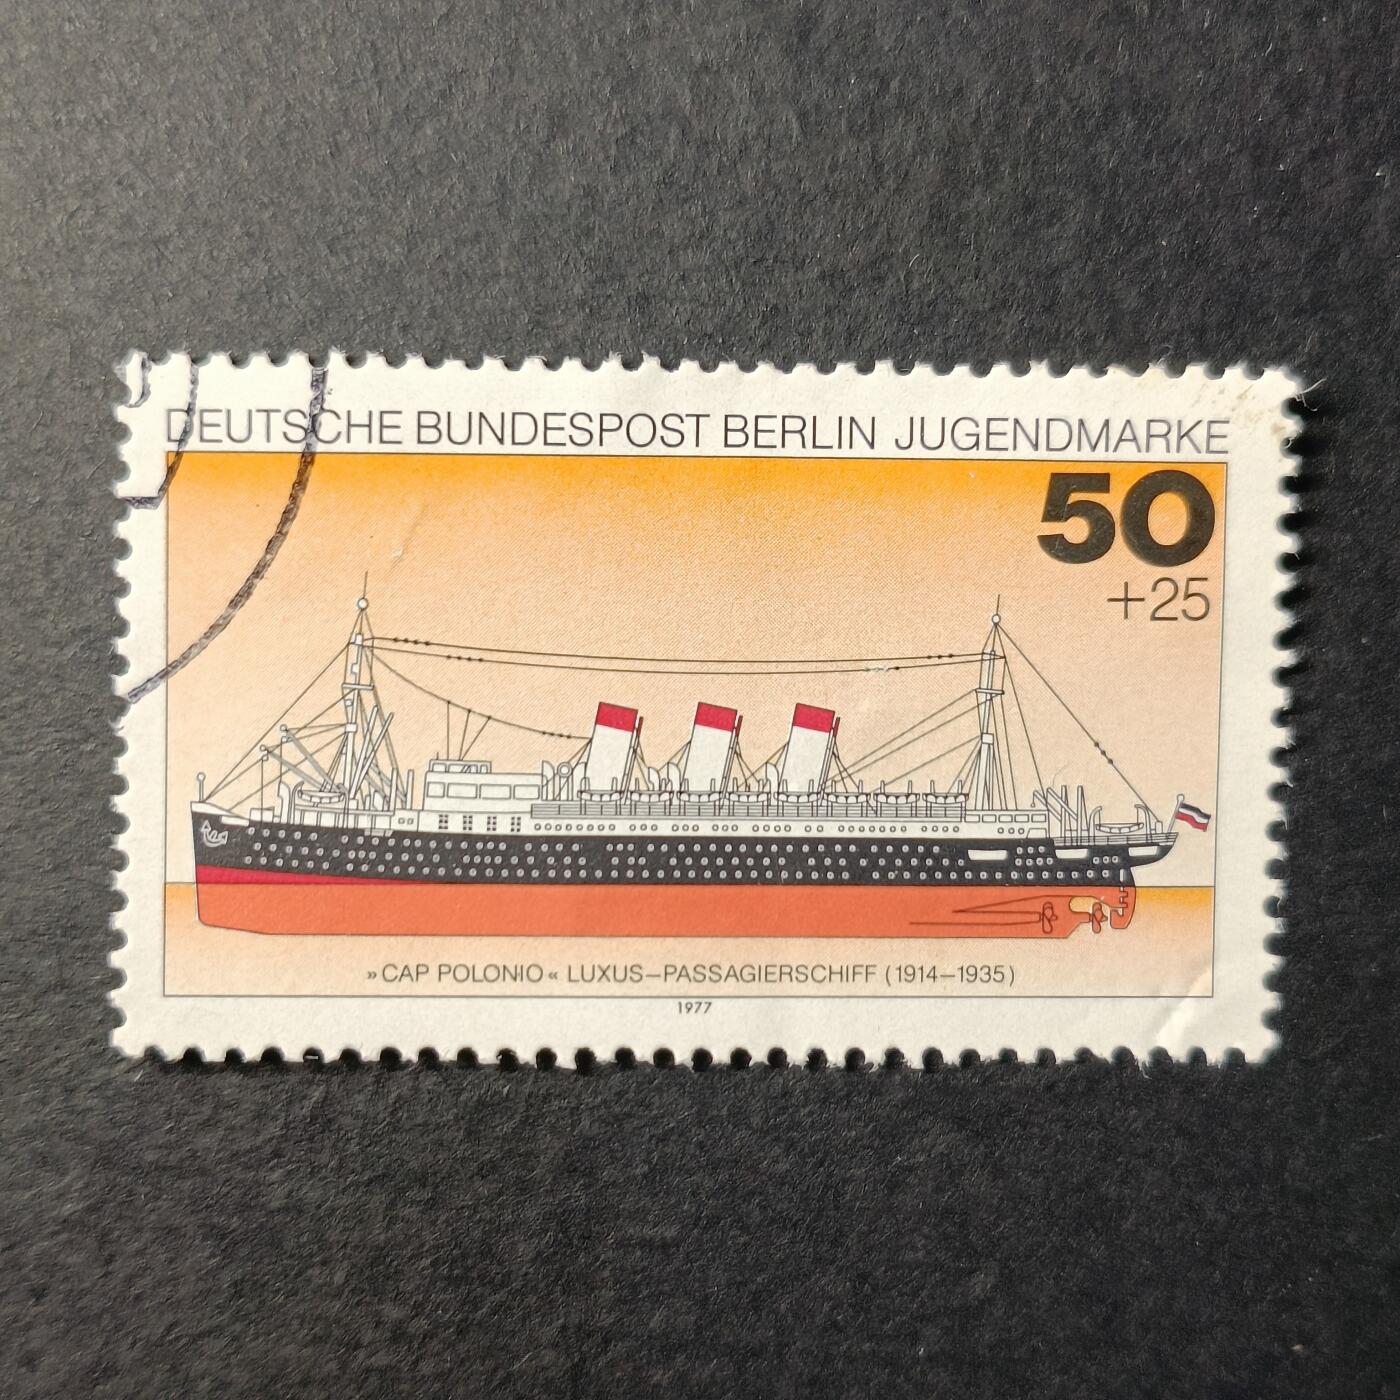 DEUTSCHE BUNDESPOST BERLIN JUGENDMARKE
50
+25
»CAP POLONIO« LUXUS–PASSAGIERSCHIFF (1914–1935)
1977